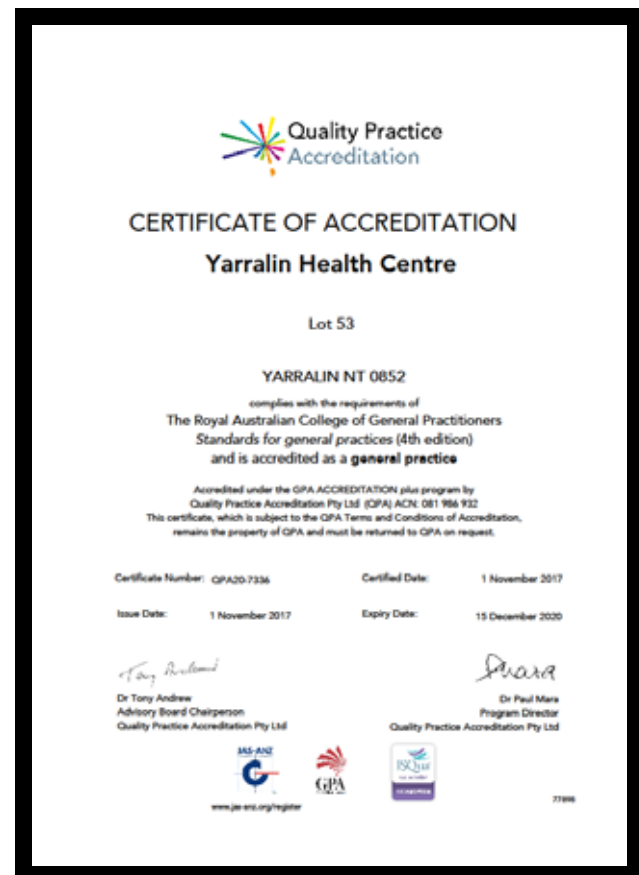 Quality Practice
Accreditation
CERTIFICATE OF ACCREDITATION
Yarralin Health Centre
Lot 53
YARRALIN NT 0852
complies with the requirements of
The Royal Australian College of General Practitioners
Standards for general practices (4th edition)
and is accredited as a general practice
Accredited under the GPA ACCREDITATION plus program by
Quality Practice Accreditation Pty Ltd (QPA) ACN: 081 986 932
This certificate, which is subject to the QPA Terms and Conditions of Accreditation,
remains the property of QPA and must be returned to QPA on request.
Certificate Number: QPA20-7336 Certified Date: 1 November 2017
Issue Date: 1 November 2017 Expiry Date: 15 December 2020
Dr Tony Andrew Dr Paul Mara
Advisory Board Chairperson Program Director
Quality Practice Accreditation Pty Ltd Quality Practice Accreditation Pty Ltd
JAS-ANZ
GPA
ISQua
www.jas-anz.org/register